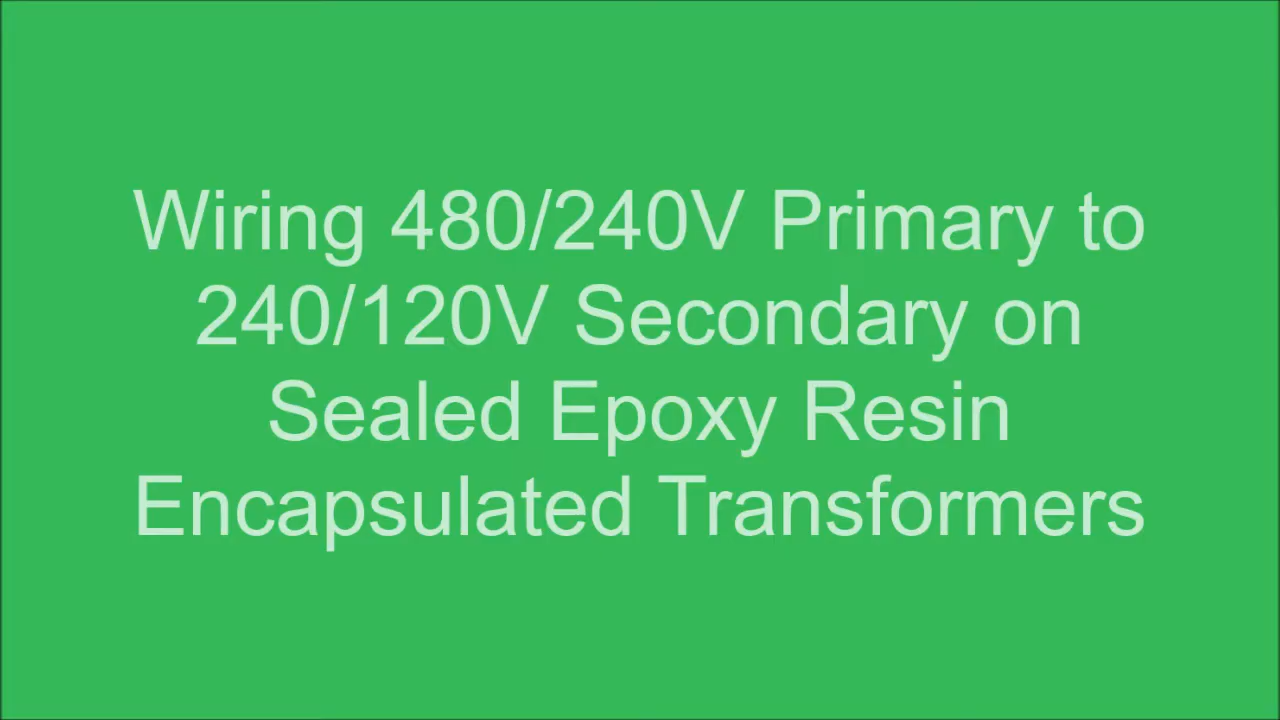 Wiring 480/240V Primary to
240/120V Secondary on
Sealed Epoxy Resin
Encapsulated Transformers